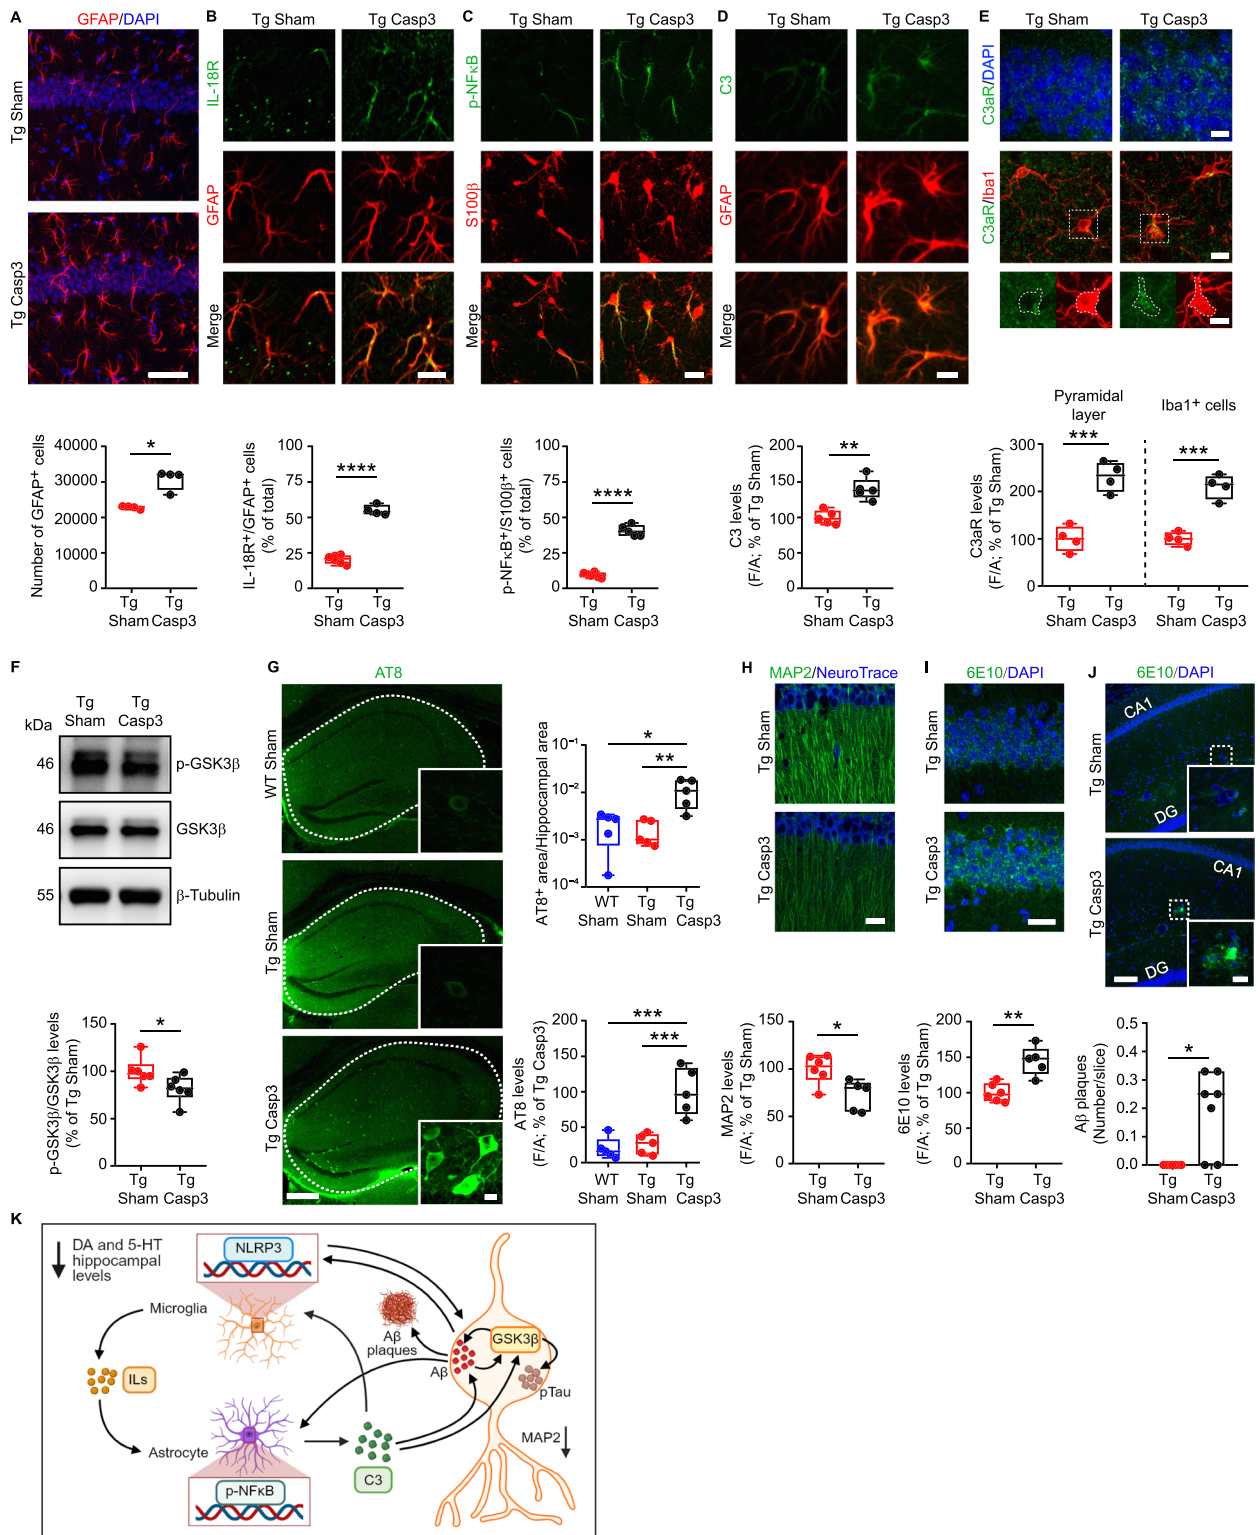 A
GFAP/DAPI
Tg Sham
Tg Casp3
Number of GFAP+ cells
40000
30000
20000
10000
0
*
Tg Sham
Tg Casp3
B
Tg Sham
Tg Casp3
IL-18R
GFAP
Merge
IL-18R+/GFAP+ cells
(% of total)
100
75
50
25
0
****
Tg Sham
Tg Casp3
C
Tg Sham
Tg Casp3
p-NFκB
S100β
Merge
p-NFκB+/S100β+ cells
(% of total)
100
75
50
25
0
****
Tg Sham
Tg Casp3
D
Tg Sham
Tg Casp3
C3
GFAP
Merge
C3 levels
(F/A; % of Tg Sham)
200
150
100
50
0
**
Tg Sham
Tg Casp3
E
Tg Sham
Tg Casp3
C3aR/DAPI
C3aR/Iba1
Pyramidal
layer
Iba1+ cells
C3aR levels
(F/A; % of Tg Sham)
300
200
100
0
***
***
Tg Sham
Tg Casp3
Tg Sham
Tg Casp3
F
Tg Sham
Tg Casp3
kDa
46
p-GSK3β
46
GSK3β
55
β-Tubulin
p-GSK3β/GSK3β levels
(% of Tg Sham)
150
100
50
0
*
Tg Sham
Tg Casp3
G
AT8
WT Sham
Tg Sham
Tg Casp3
AT8+ area/Hippocampal area
10−1
10−2
10−3
10−4
*
**
WT Sham
Tg Sham
Tg Casp3
AT8 levels
(F/A; % of Tg Casp3)
200
150
100
50
0
***
***
WT Sham
Tg Sham
Tg Casp3
H
MAP2/NeuroTrace
Tg Sham
Tg Casp3
MAP2 levels
(F/A; % of Tg Sham)
150
100
50
0
*
Tg Sham
Tg Casp3
I
6E10/DAPI
Tg Sham
Tg Casp3
6E10 levels
(F/A; % of Tg Sham)
200
150
100
50
0
**
Tg Sham
Tg Casp3
J
6E10/DAPI
Tg Sham
CA1
DG
Tg Casp3
CA1
DG
Aβ plaques
(Number/slice)
0.5
0.4
0.3
0.2
0.1
0.0
*
Tg Sham
Tg Casp3
K
DA and 5-HT
hippocampal
levels
NLRP3
Microglia
ILs
Astrocyte
p-NFκB
C3
Aβ
plaques
Aβ
GSK3β
pTau
MAP2